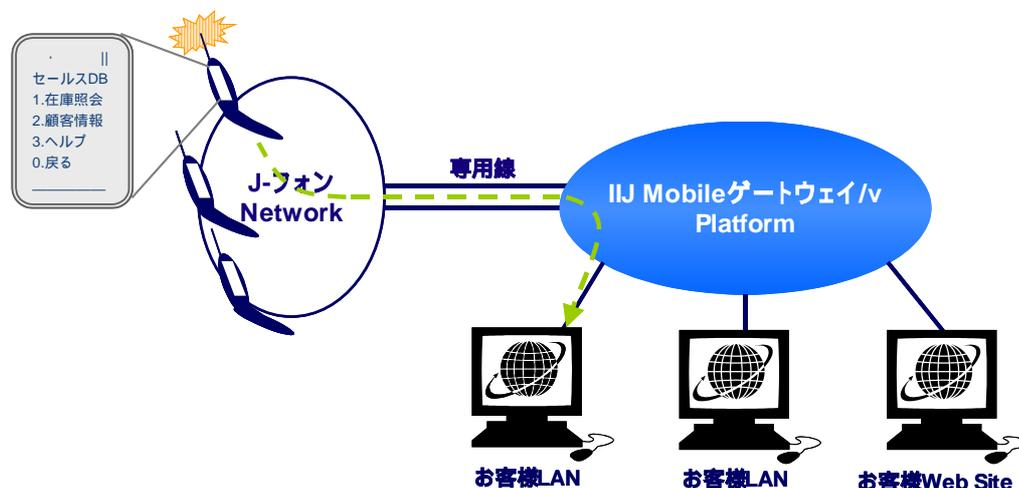 セールスDB
1.在庫照会
2.顧客情報
3.ヘルプ
0.戻る
J-フォン
Network
専用線
IIJ Mobileゲートウェイ/v
Platform
お客様LAN
お客様LAN
お客様Web Site